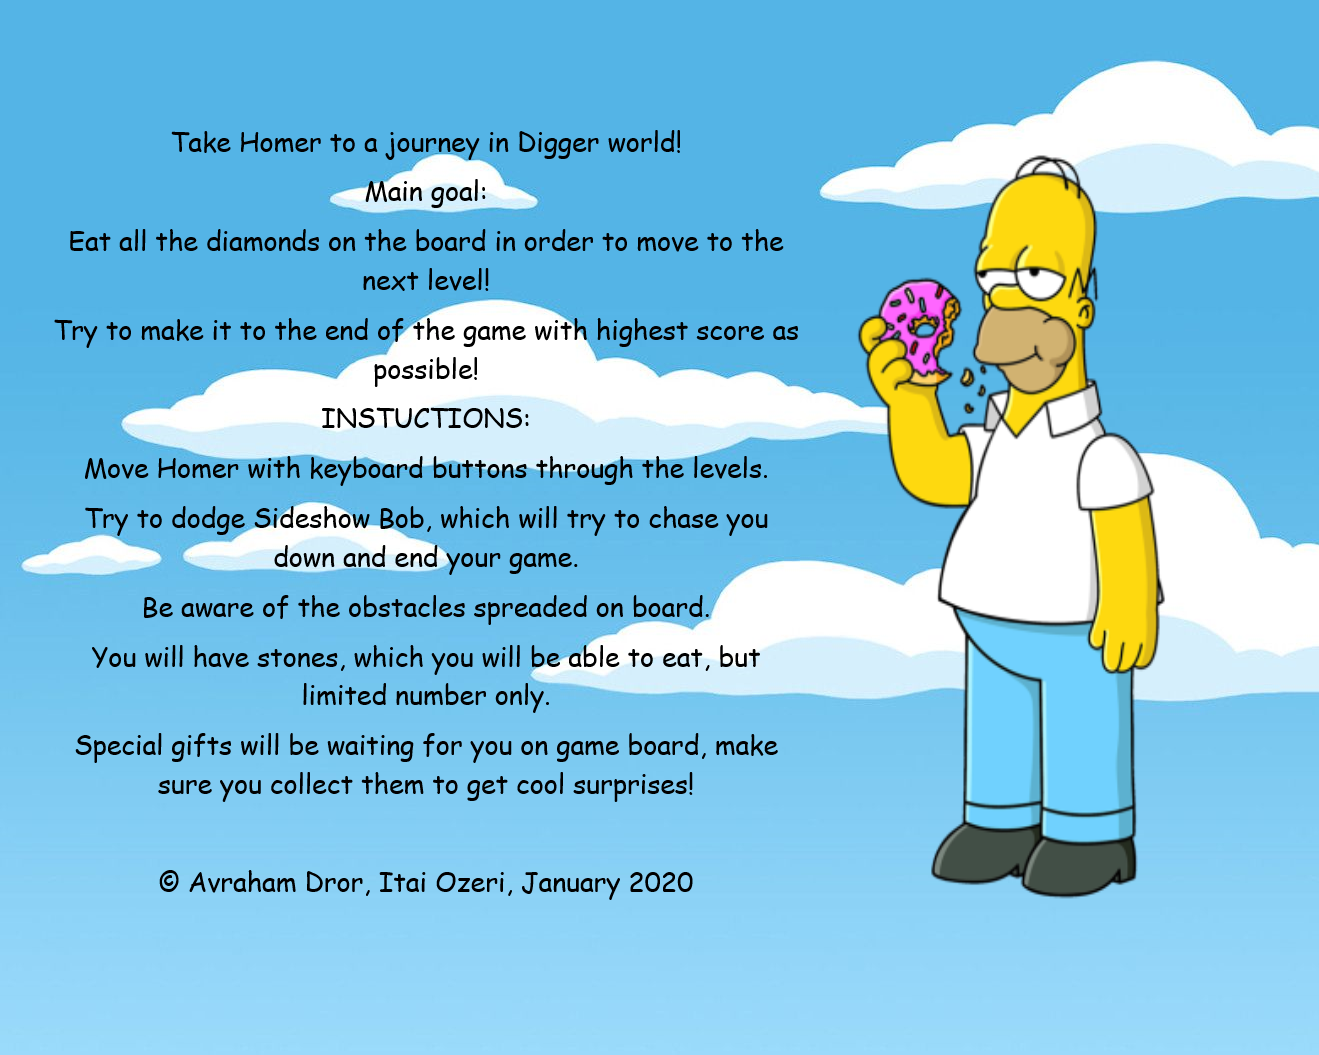 Take Homer to a journey in Digger world!
Main goal:
Eat all the diamonds on the board in order to move to the
next level!
Try to make it to the end of the game with highest score as
possible!
INSTUCTIONS:
Move Homer with keyboard buttons through the levels.
Try to dodge Sideshow Bob, which will try to chase you
down and end your game.
Be aware of the obstacles spreaded on board.
You will have stones, which you will be able to eat, but
limited number only.
Special gifts will be waiting for you on game board, make
sure you collect them to get cool surprises!
© Avraham Dror, Itai Ozeri, January 2020